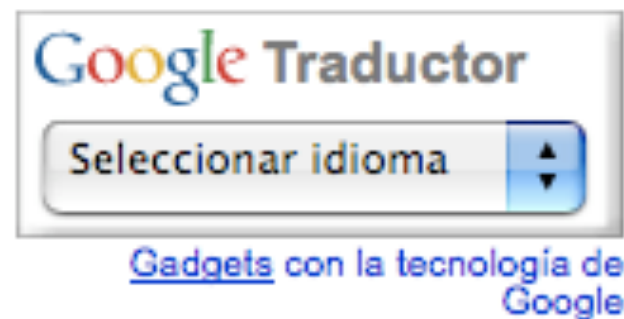 Google Traductor
Seleccionar idioma
Gadgets con la tecnología de
Google